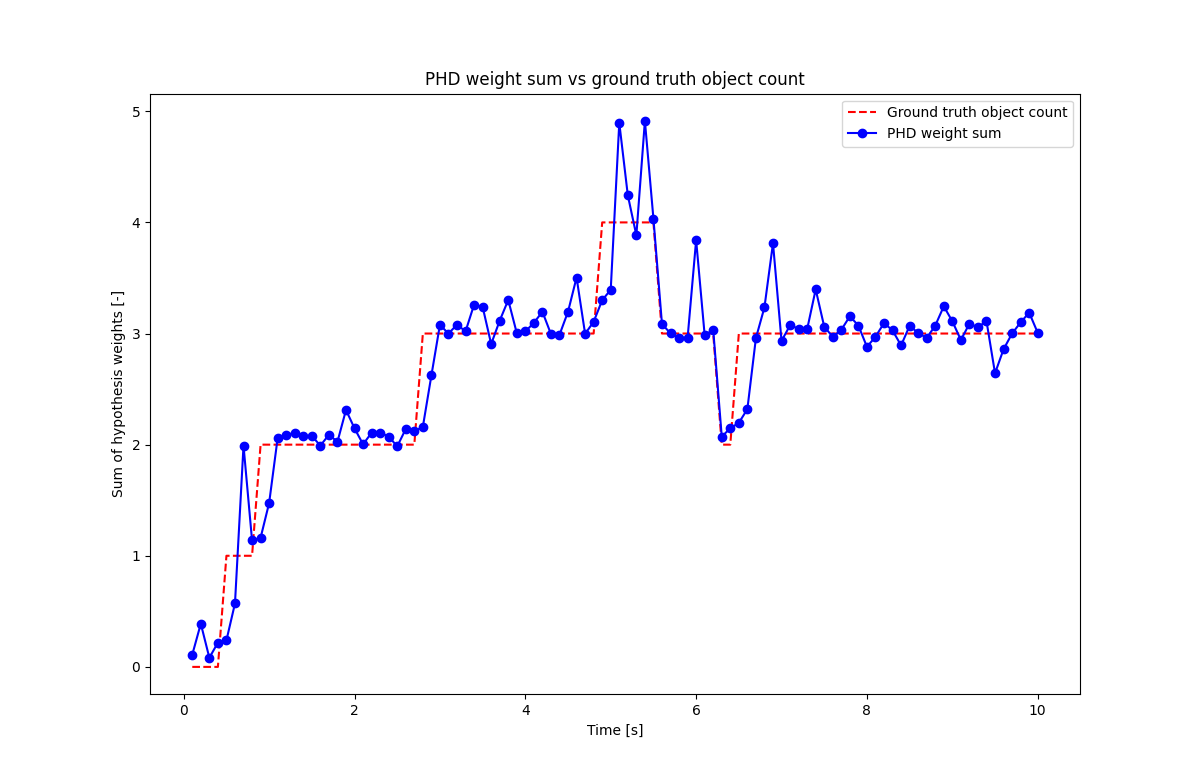 PHD weight sum vs ground truth object count
Ground truth object count
PHD weight sum
Sum of hypothesis weights [-]
5
4
3
2
1
0
0 2 4 6 8 10
Time [s]